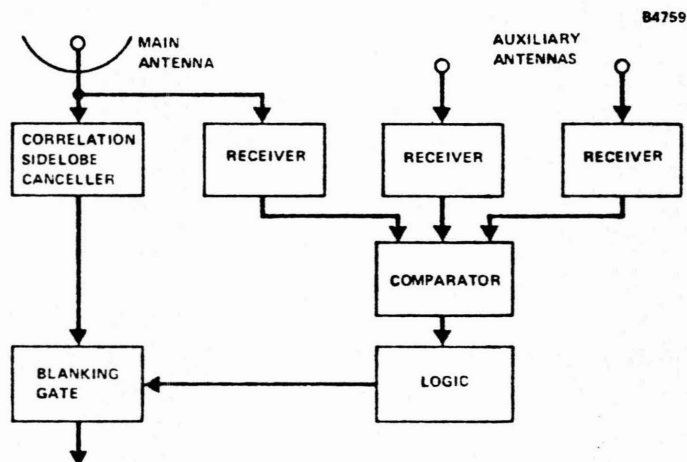 B4759
MAIN
ANTENNA
AUXILIARY
ANTENNAS
CORRELATION
SIDELOBE
CANCELLER
RECEIVER
RECEIVER
RECEIVER
COMPARATOR
BLANKING
GATE
LOGIC